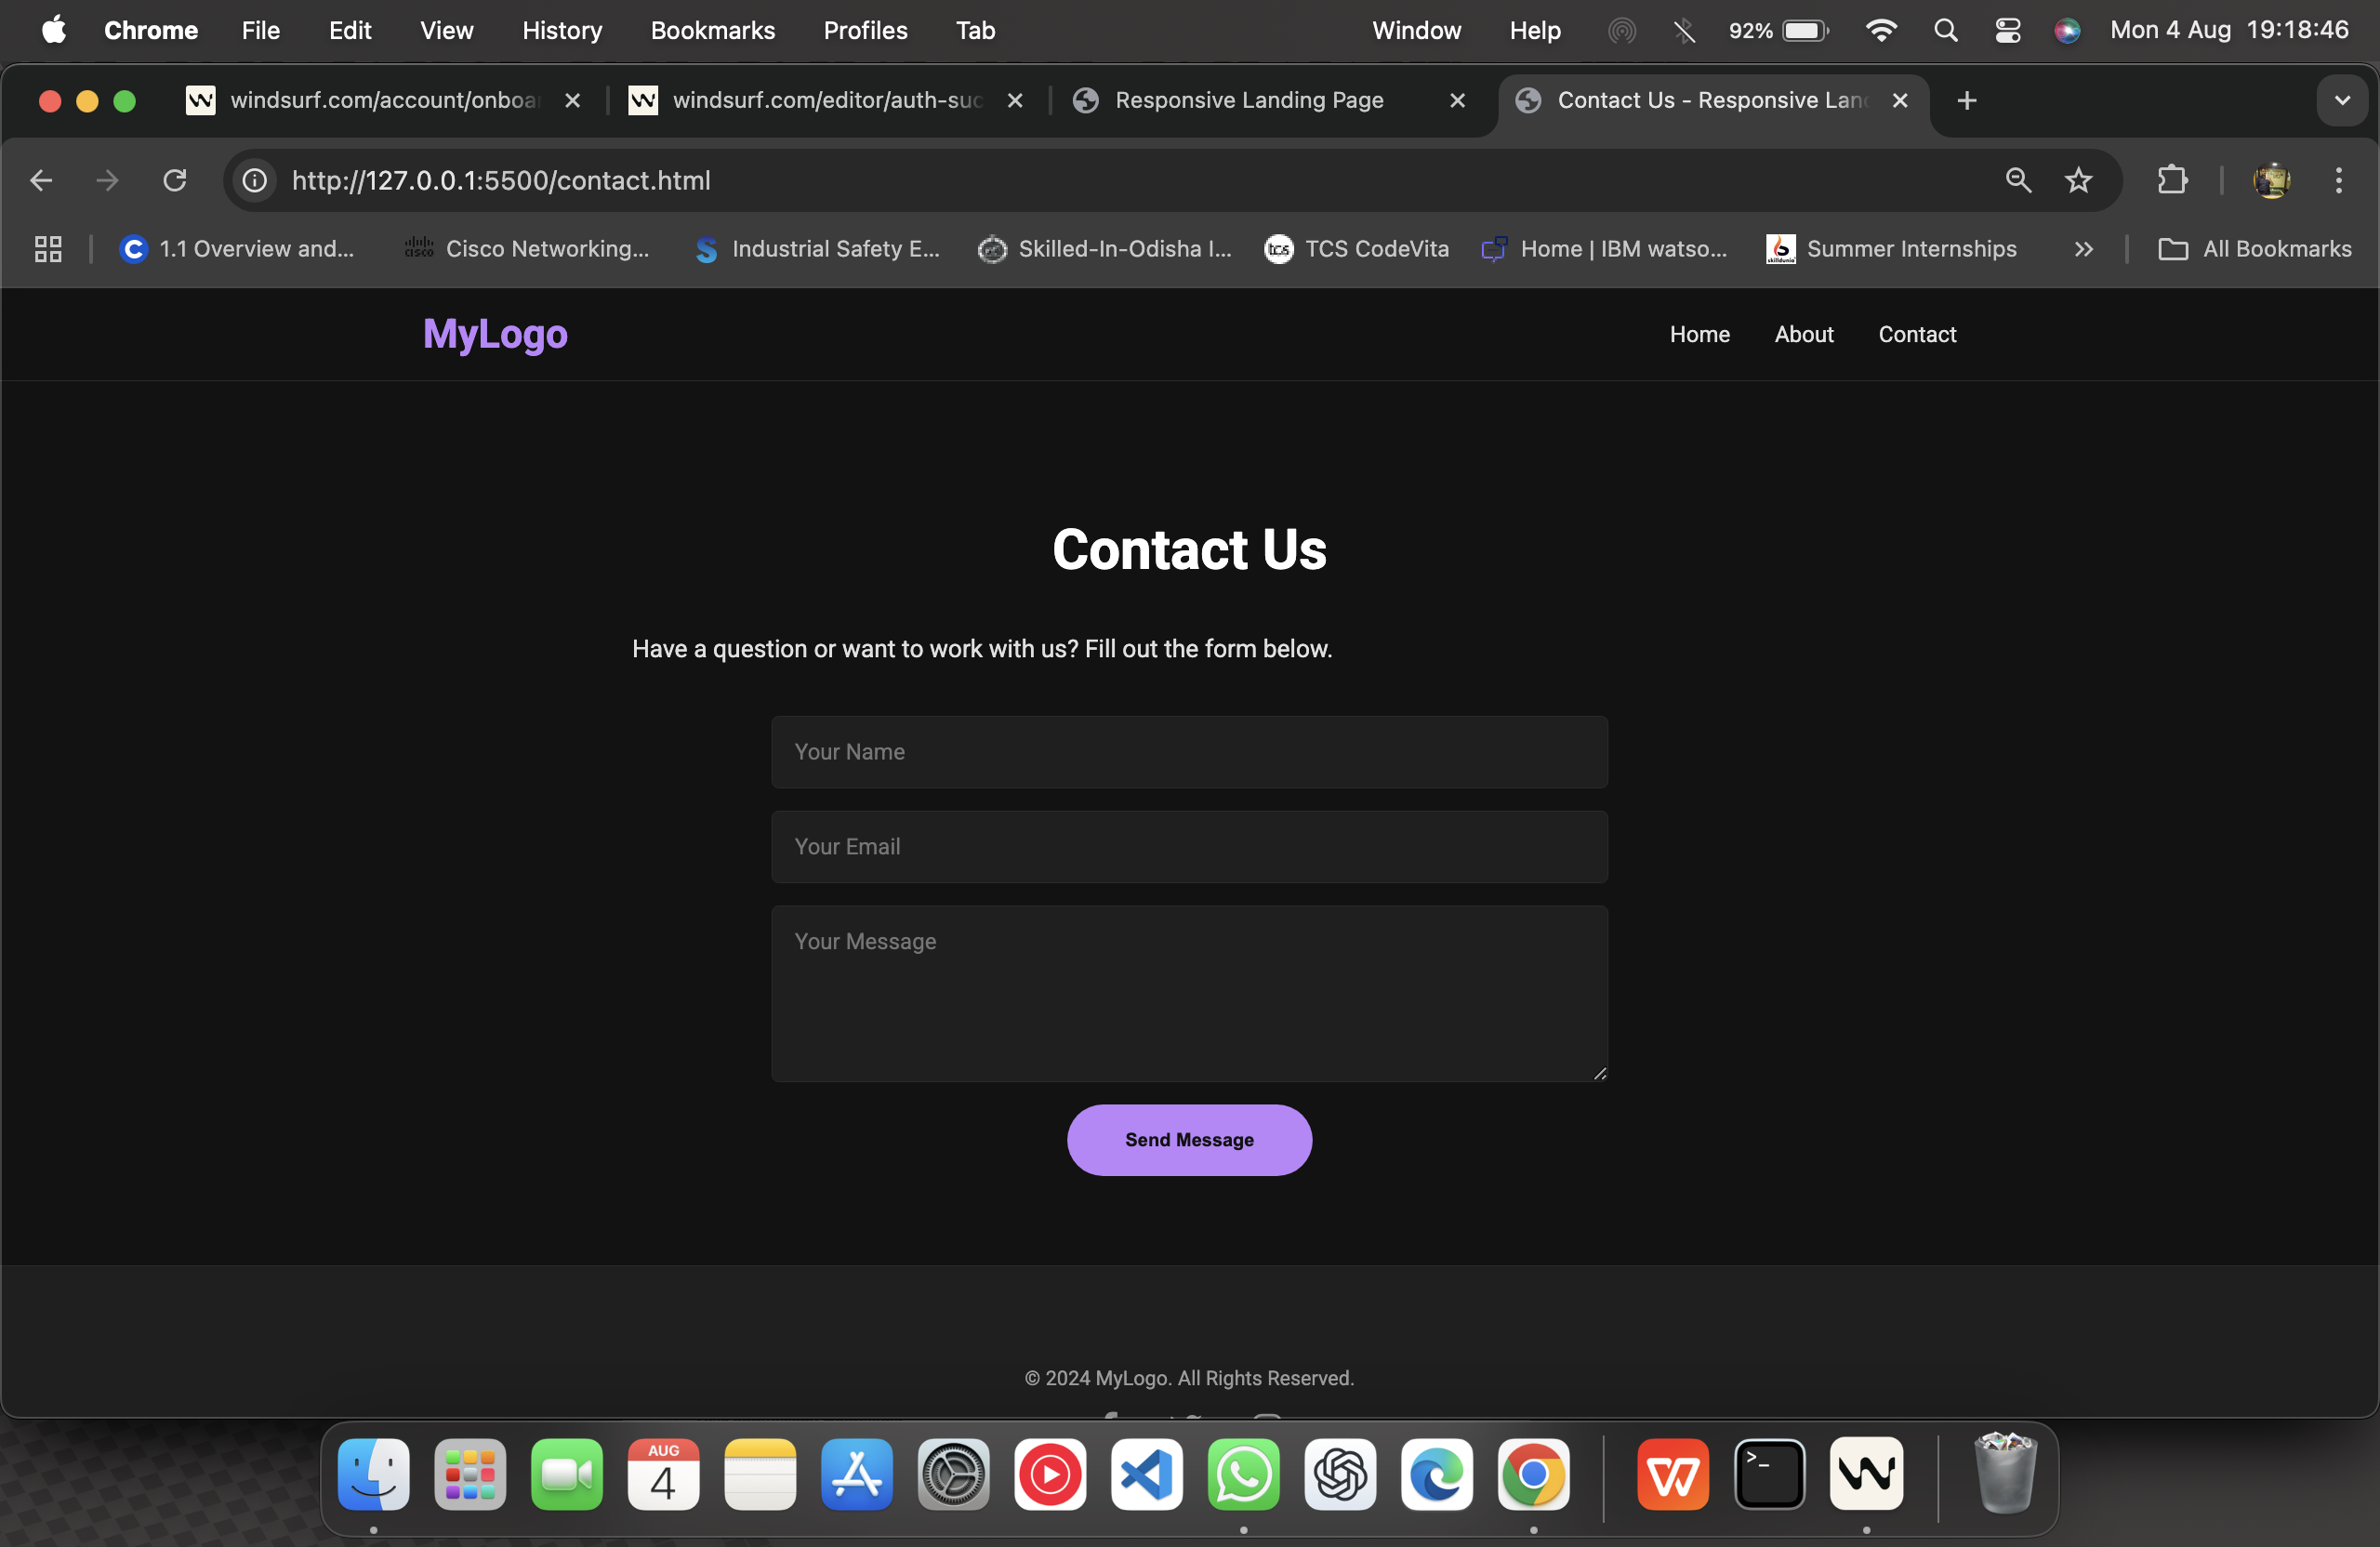 Chrome File Edit View History Bookmarks Profiles Tab Window Help 92% Mon 4 Aug 19:18:46
windsurf.com/account/onboar windsurf.com/editor/auth-suc Responsive Landing Page Contact Us - Responsive Lan
http://127.0.0.1:5500/contact.html
1.1 Overview and... Cisco Networking... Industrial Safety E... Skilled-In-Odisha I... TCS CodeVita Home | IBM watso... Summer Internships All Bookmarks
MyLogo Home About Contact
Contact Us
Have a question or want to work with us? Fill out the form below.
Your Name
Your Email
Your Message
Send Message
© 2024 MyLogo. All Rights Reserved.
AUG
4